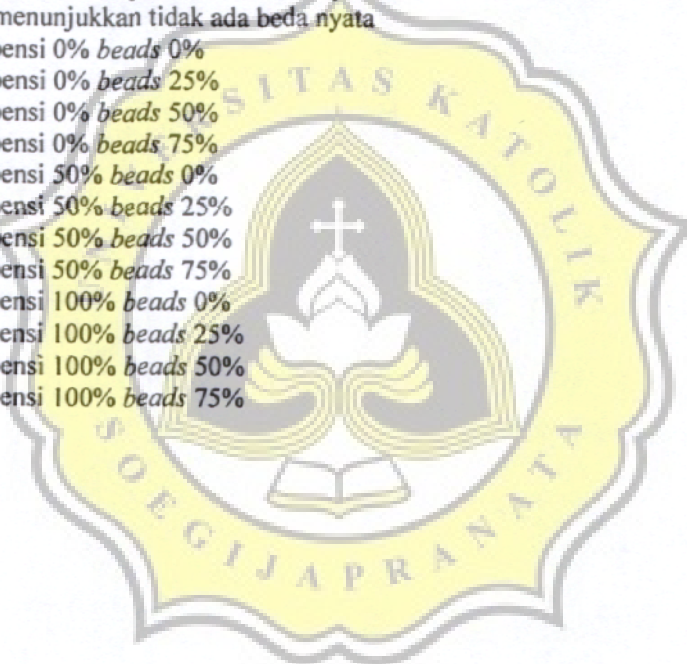 menunjukkan tidak ada beda nyata
ensi 0% beads 0%
ensi 0% beads 25%
ensi 0% beads 50%
ensi 0% beads 75%
ensi 50% beads 0%
ensi 50% beads 25%
ensi 50% beads 50%
ensi 50% beads 75%
ensi 100% beads 0%
ensi 100% beads 25%
ensi 100% beads 50%
ensi 100% beads 75%
UNIVERSITAS KATOLIK
SOEGIJAPRANATA